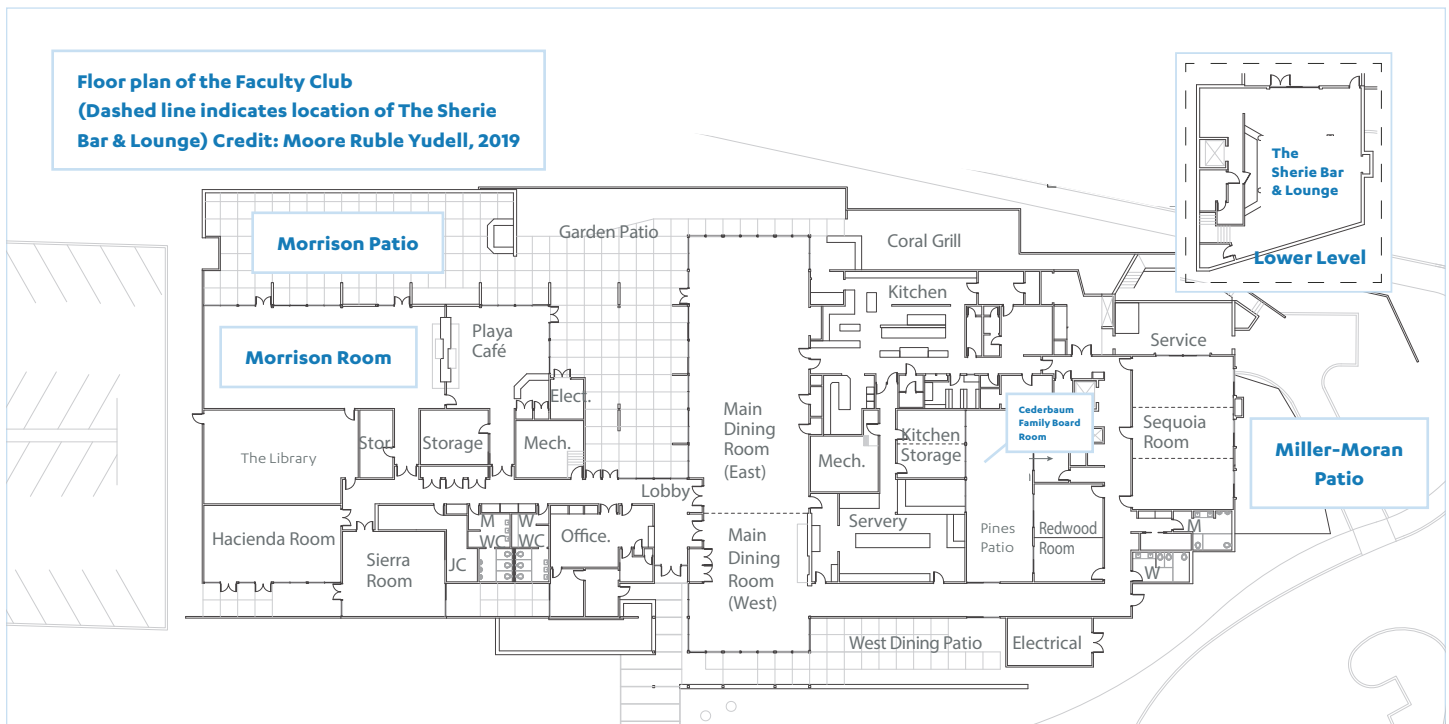 Floor plan of the Faculty Club
(Dashed line indicates location of The Sherie
Bar & Lounge) Credit: Moore Ruble Yudell, 2019
The
Sherie Bar
& Lounge
Lower Level
Morrison Patio
Garden Patio
Coral Grill
Kitchen
Morrison Room
Playa
Café
Service
Elect.
Main
Dining
Room
(East)
Cederbaum
Family Board
Room
Sequoia
Room
Miller-Moran
Patio
The Library
Stor.
Storage
Mech.
Mech.
Kitchen
Storage
Lobby
Hacienda Room
Sierra
Room
JC
M
WC
W
WC
Office.
Main
Dining
Room
(West)
Servery
Pines
Patio
Redwood
Room
M
W
West Dining Patio
Electrical